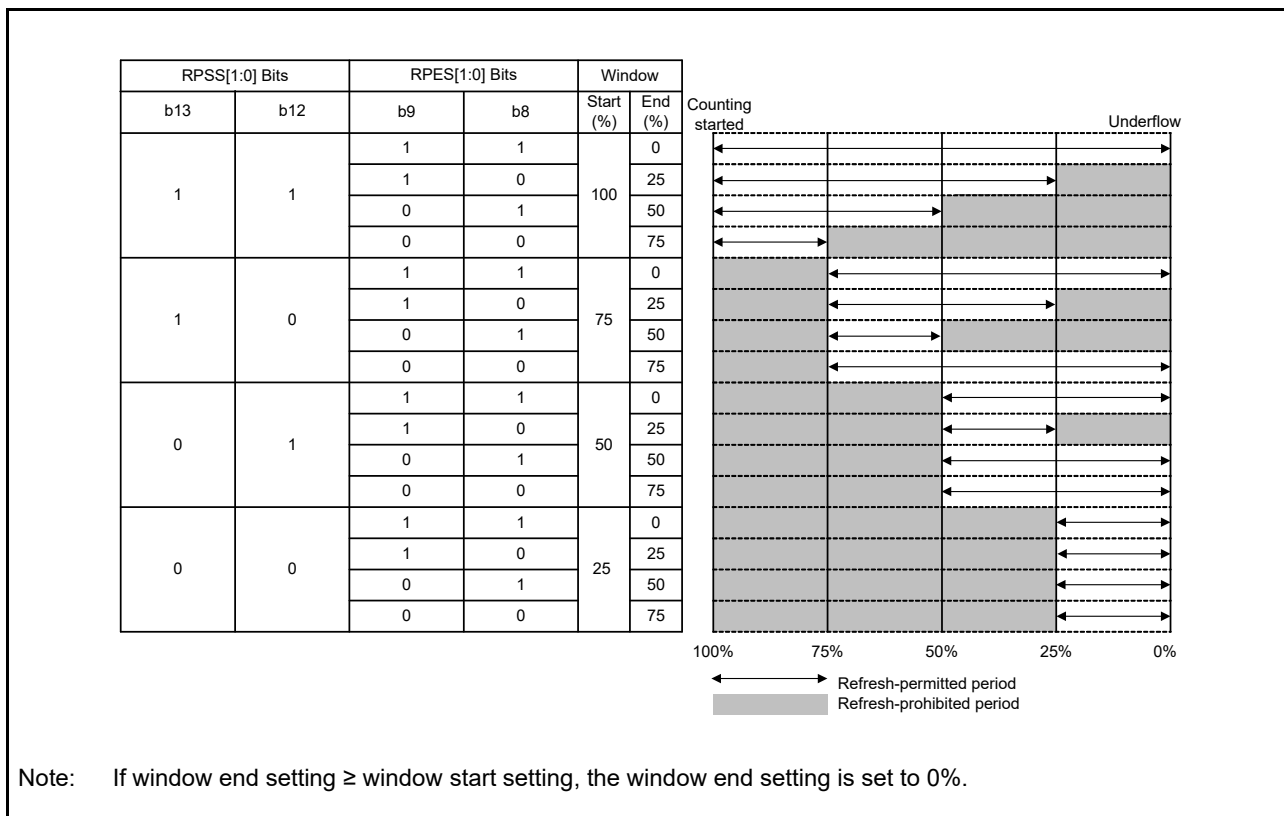 RPSS[1:0] Bits RPES[1:0] Bits Window
b13 b12 b9 b8 Start (%) End (%)
Counting started Underflow
1 1 0
1 0 25
1 1 100
0 1 50
0 0 75
1 1 0
1 0 25
1 0 75
0 1 50
0 0 75
1 1 0
1 0 25
0 1 50
0 1 50
0 0 75
1 1 0
1 0 25
0 0 25
0 1 50
0 0 75
100% 75% 50% 25% 0%
Refresh-permitted period
Refresh-prohibited period
Note: If window end setting ≥ window start setting, the window end setting is set to 0%.